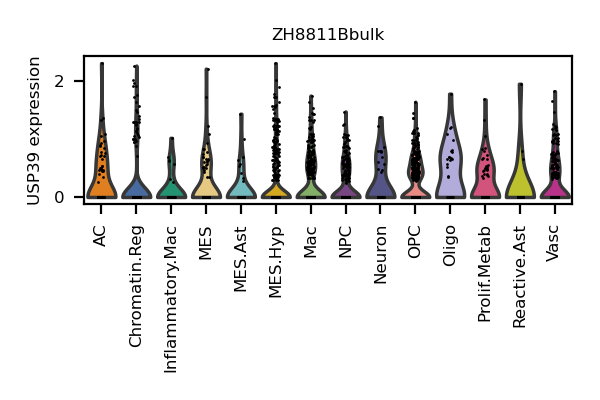 ZH8811Bbulk
USP39 expression
2
0
AC
Chromatin.Reg
Inflammatory.Mac
MES
MES.Ast
MES.Hyp
Mac
NPC
Neuron
OPC
Oligo
Prolif.Metab
Reactive.Ast
Vasc